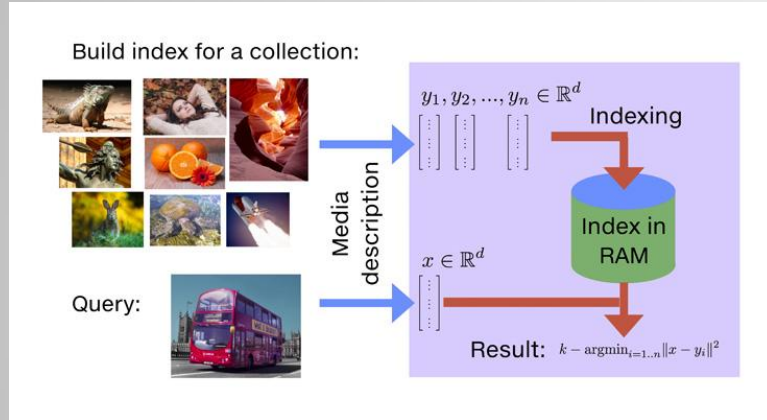 Build index for a collection:
y₁, y₂, ..., yₙ ∈ ℝᵈ
Indexing
Media
description
Index in
RAM
x ∈ ℝᵈ
Query:
Result: k − argminᵢ₌₁..ₙ‖x − yᵢ‖²